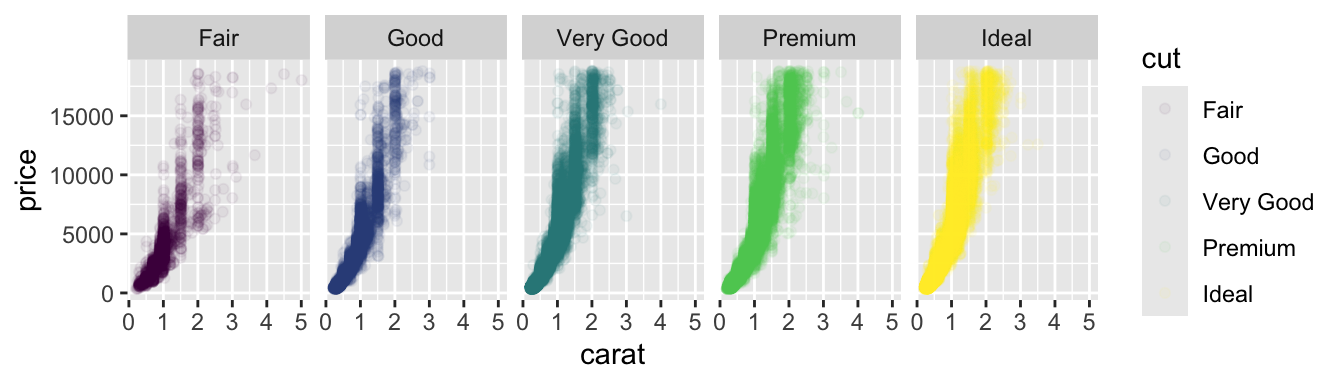 Fair Good Very Good Premium Ideal
price
15000
10000
5000
0
0 1 2 3 4 5 0 1 2 3 4 5 0 1 2 3 4 5 0 1 2 3 4 5 0 1 2 3 4 5
carat
cut
Fair
Good
Very Good
Premium
Ideal